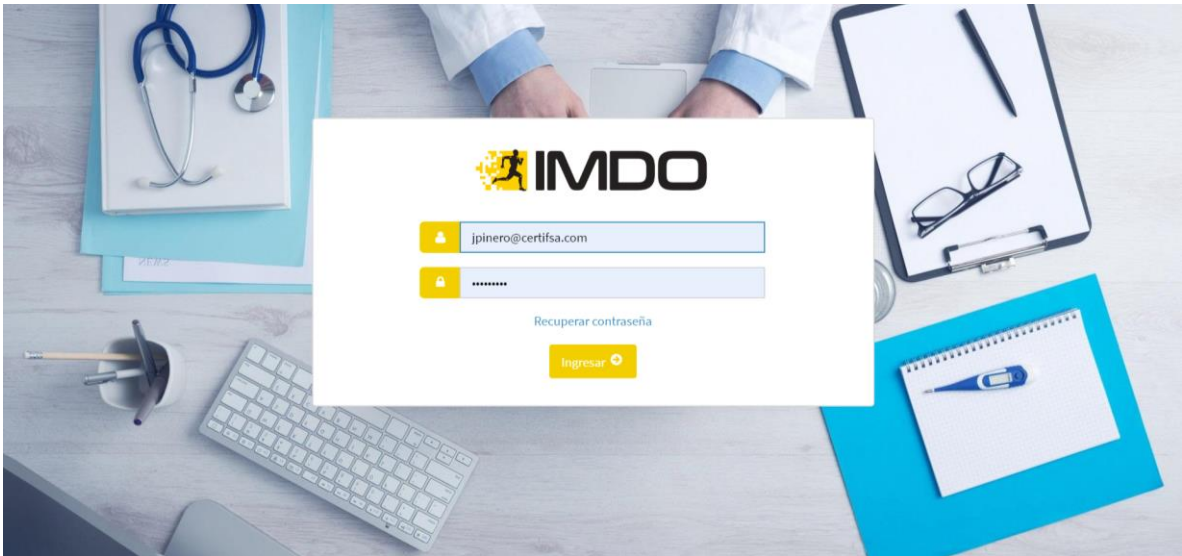 IMDO
jpinero@certifsa.com
•••••••••
Recuperar contraseña
Ingresar